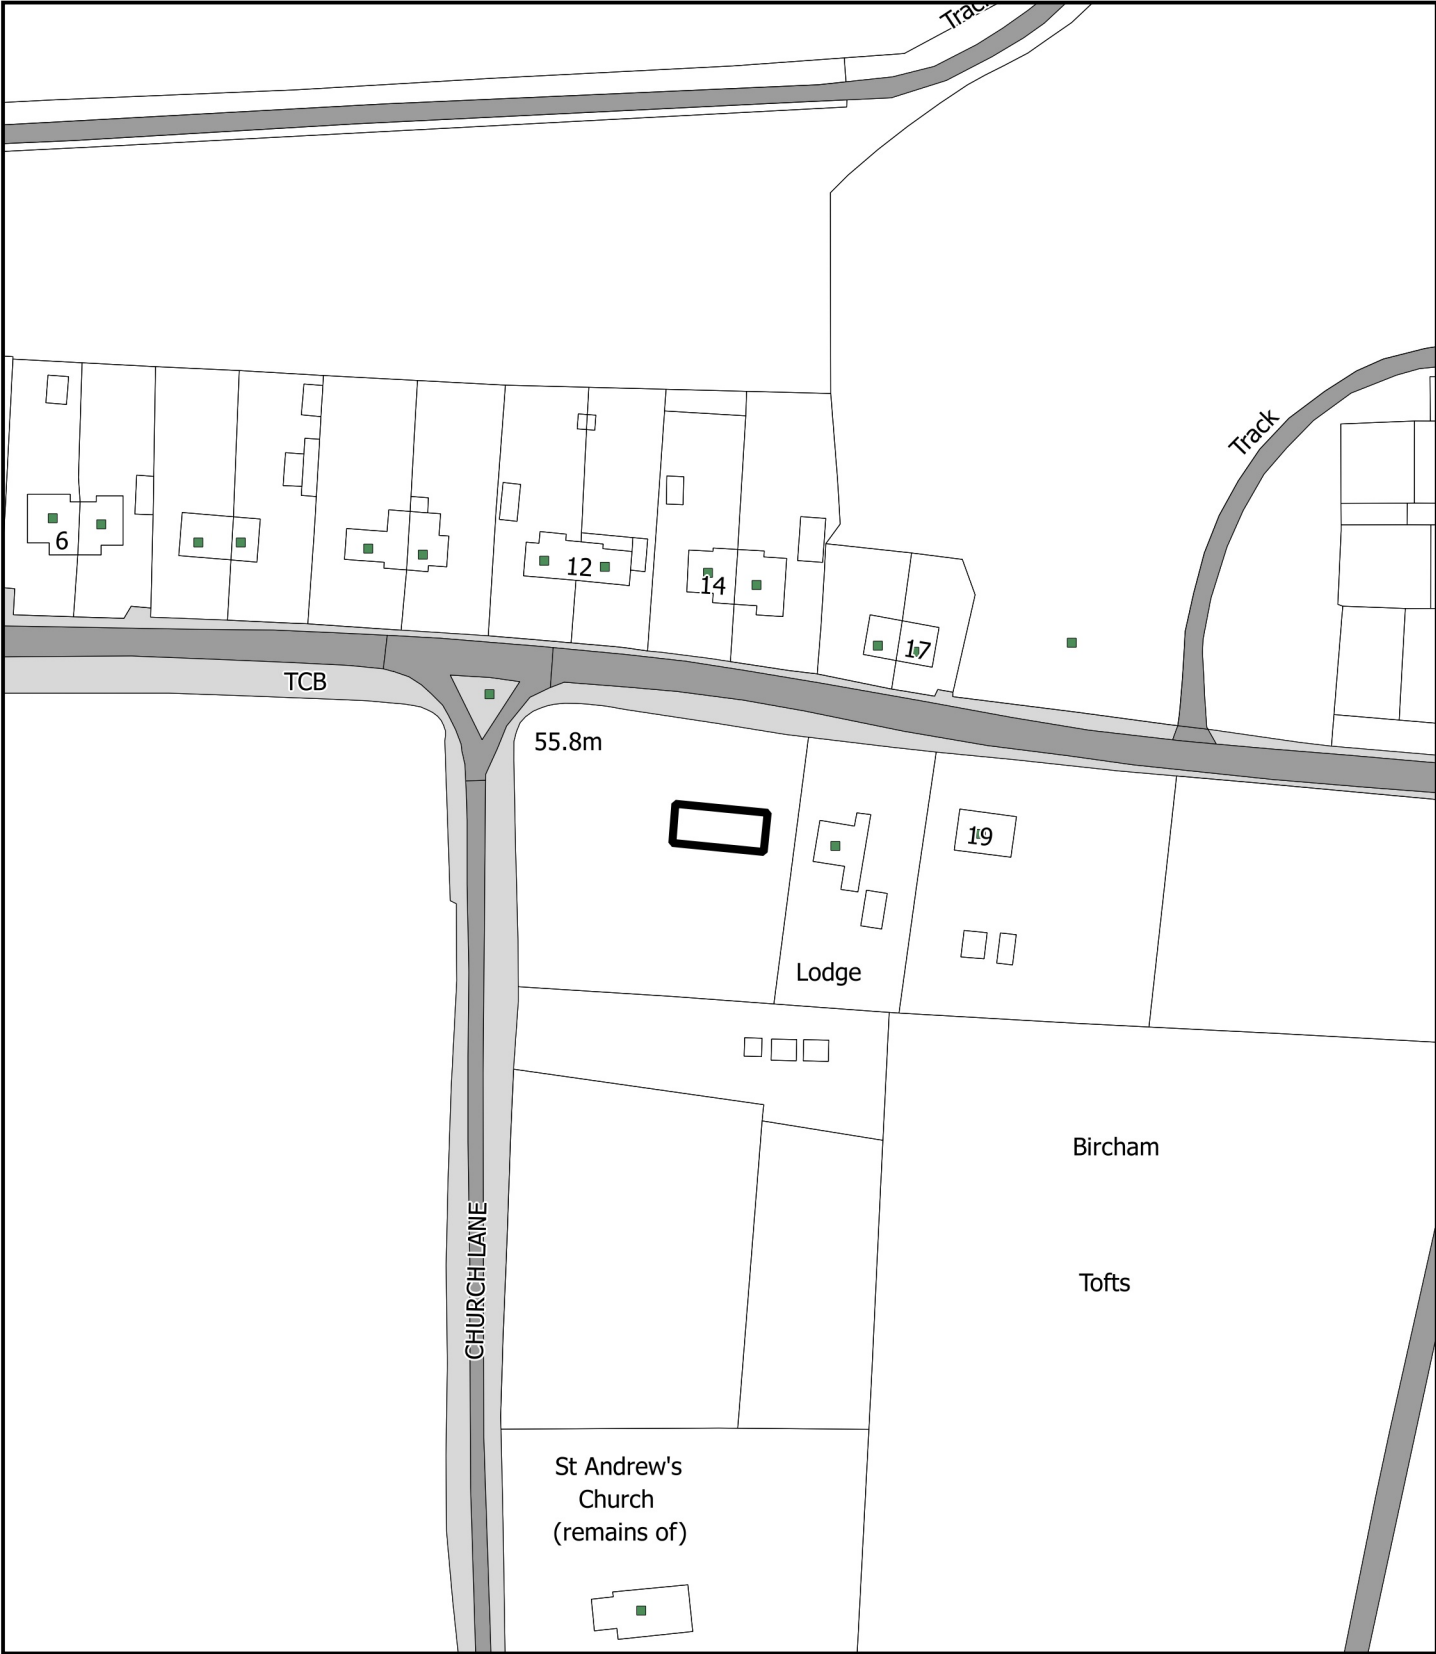 Track
Track
6
12
14
17
TCB
55.8m
19
Lodge
Bircham
Tofts
CHURCH LANE
St Andrew's
Church
(remains of)